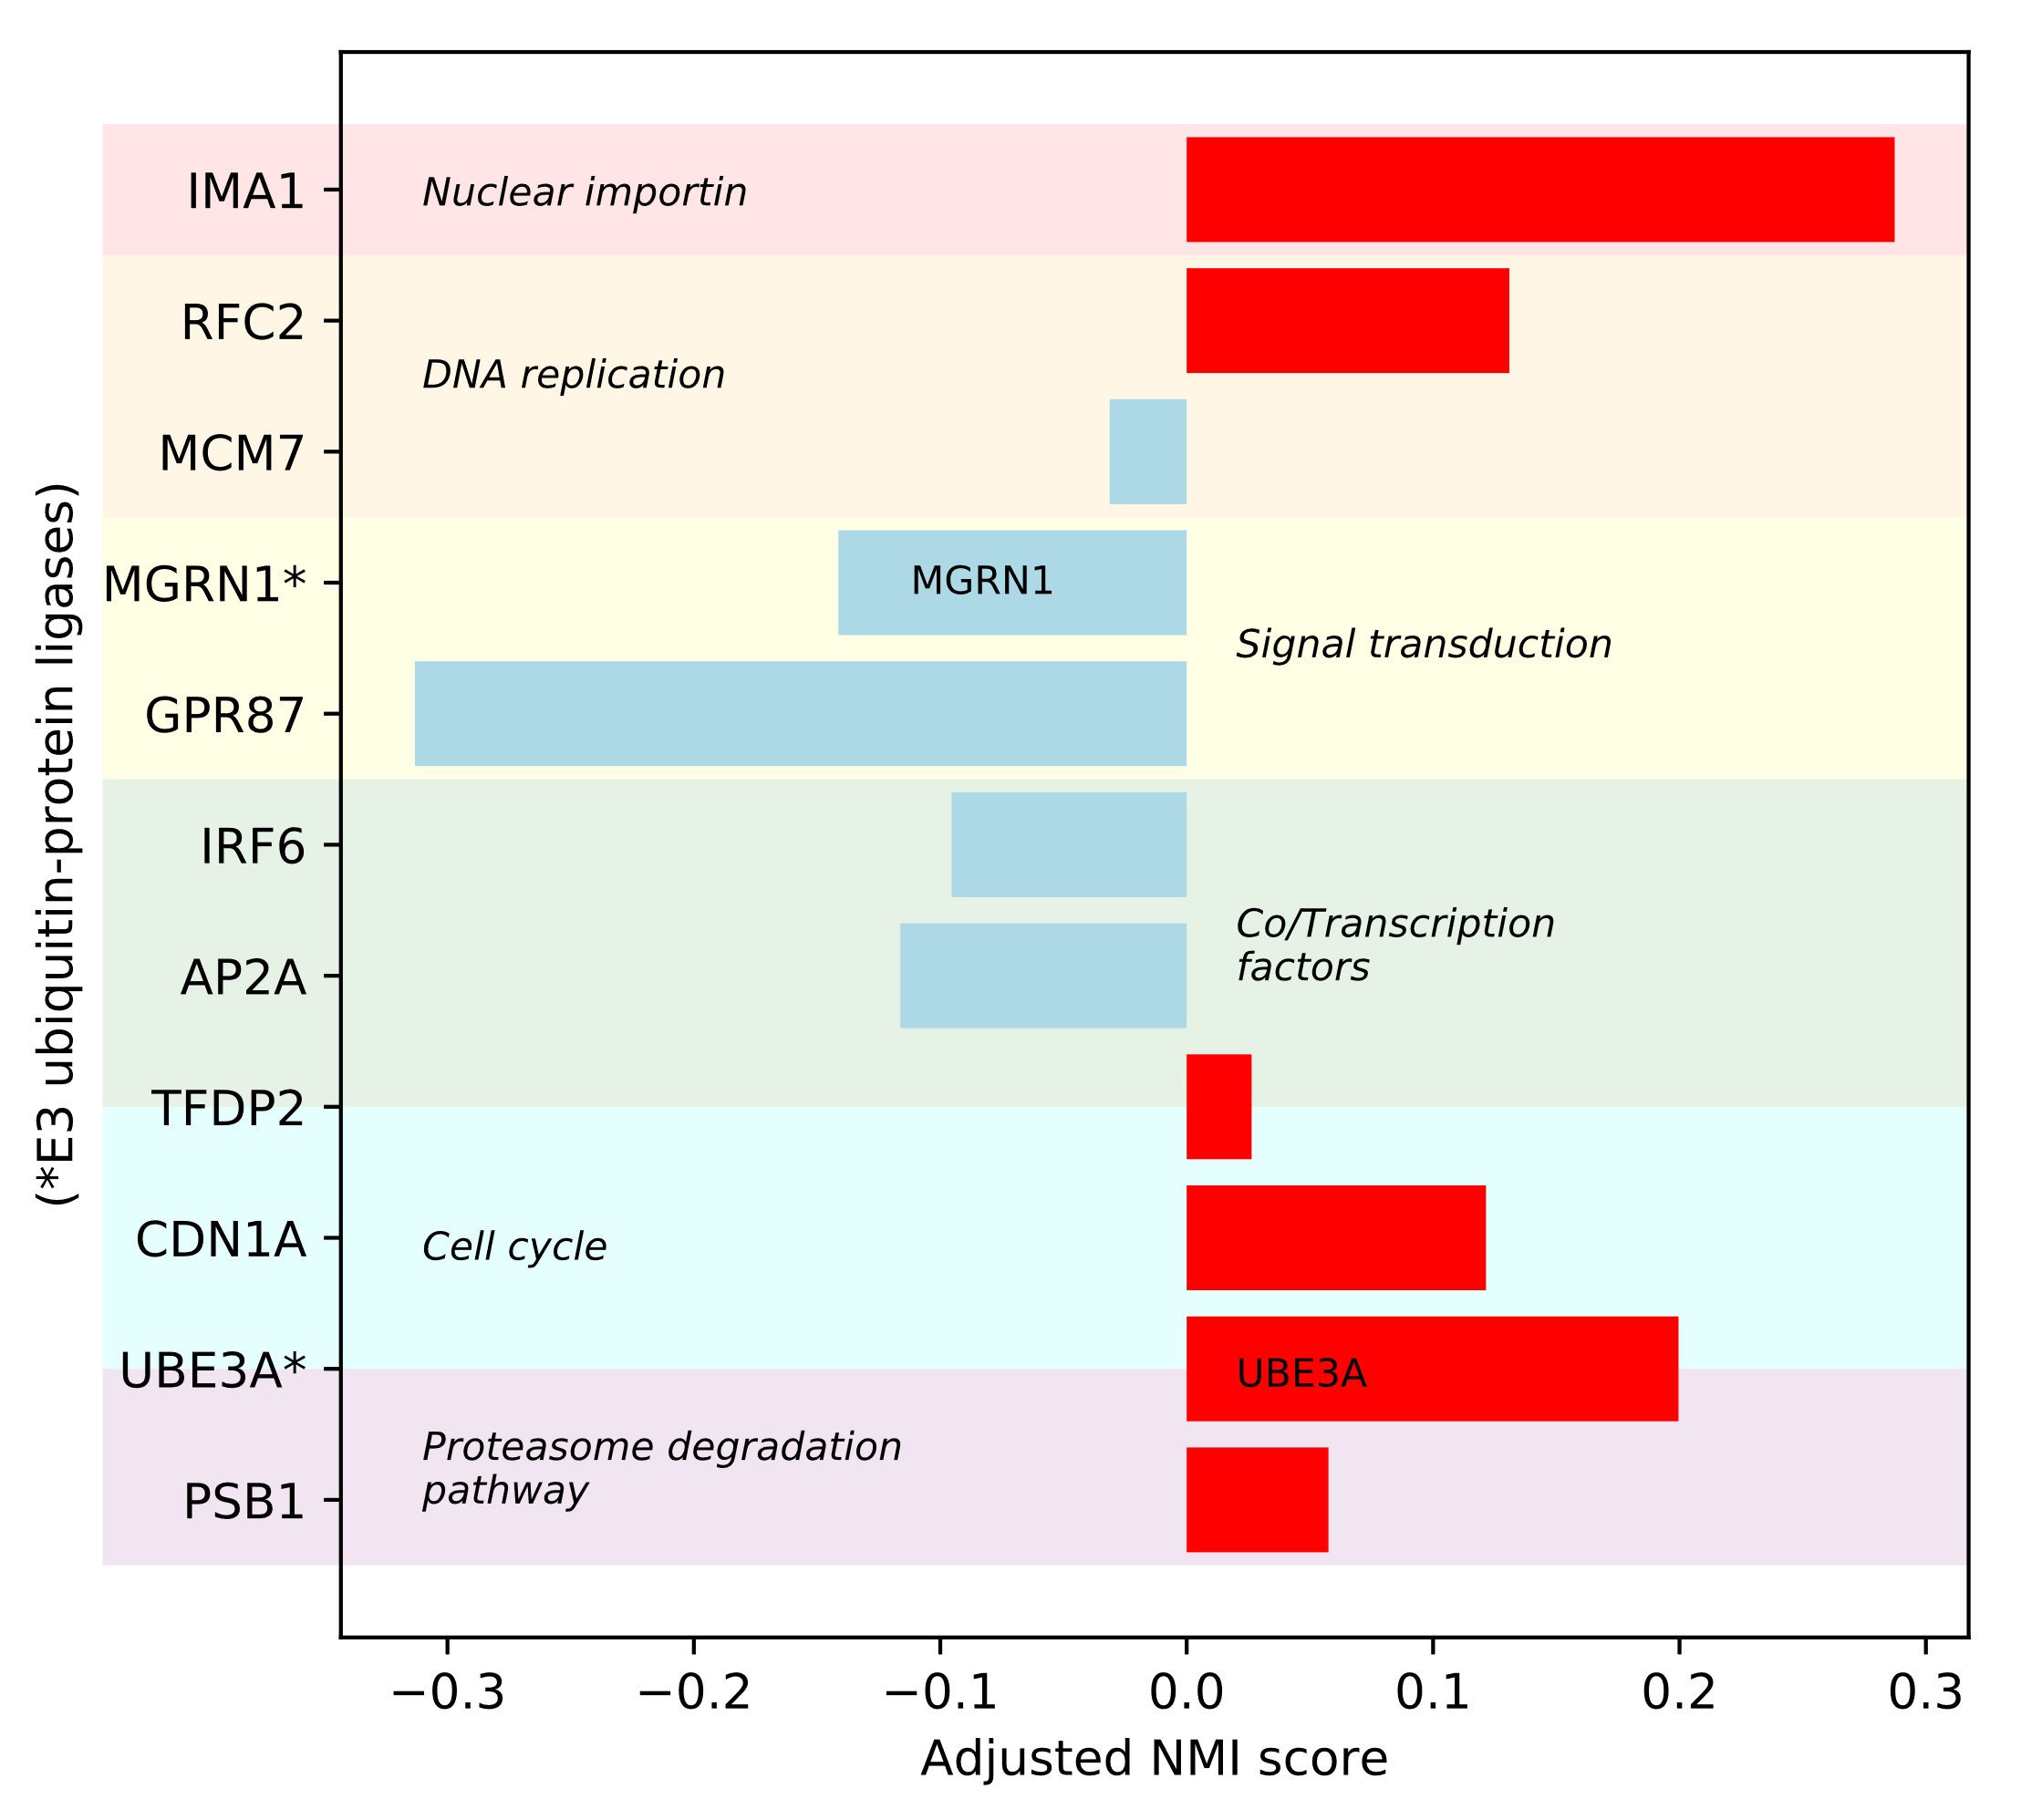 IMA1
Nuclear importin
RFC2
DNA replication
MCM7
MGRN1*
MGRN1
Signal transduction
GPR87
IRF6
Co/Transcription
factors
AP2A
TFDP2
CDN1A
Cell cycle
UBE3A*
UBE3A
Proteasome degradation
pathway
PSB1
(*E3 ubiquitin-protein ligases)
−0.3 −0.2 −0.1 0.0 0.1 0.2 0.3
Adjusted NMI score